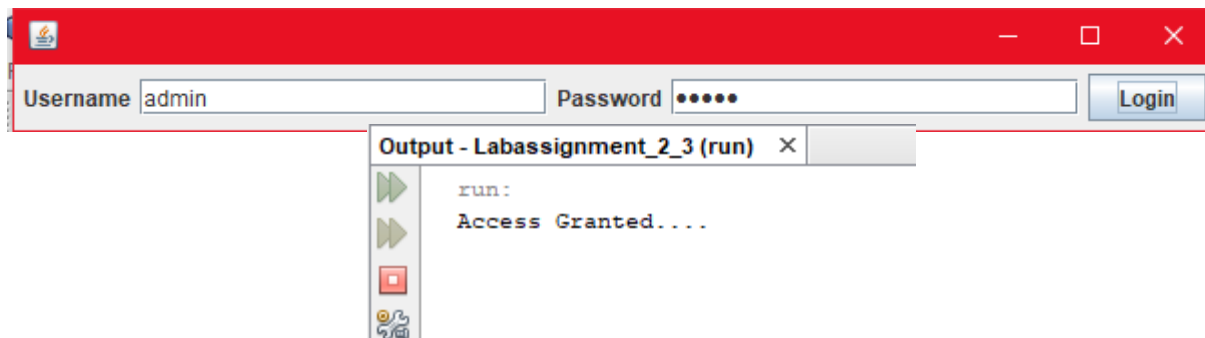 Username admin Password ●●●●● Login
Output - Labassignment_2_3 (run) ×
run:
Access Granted....